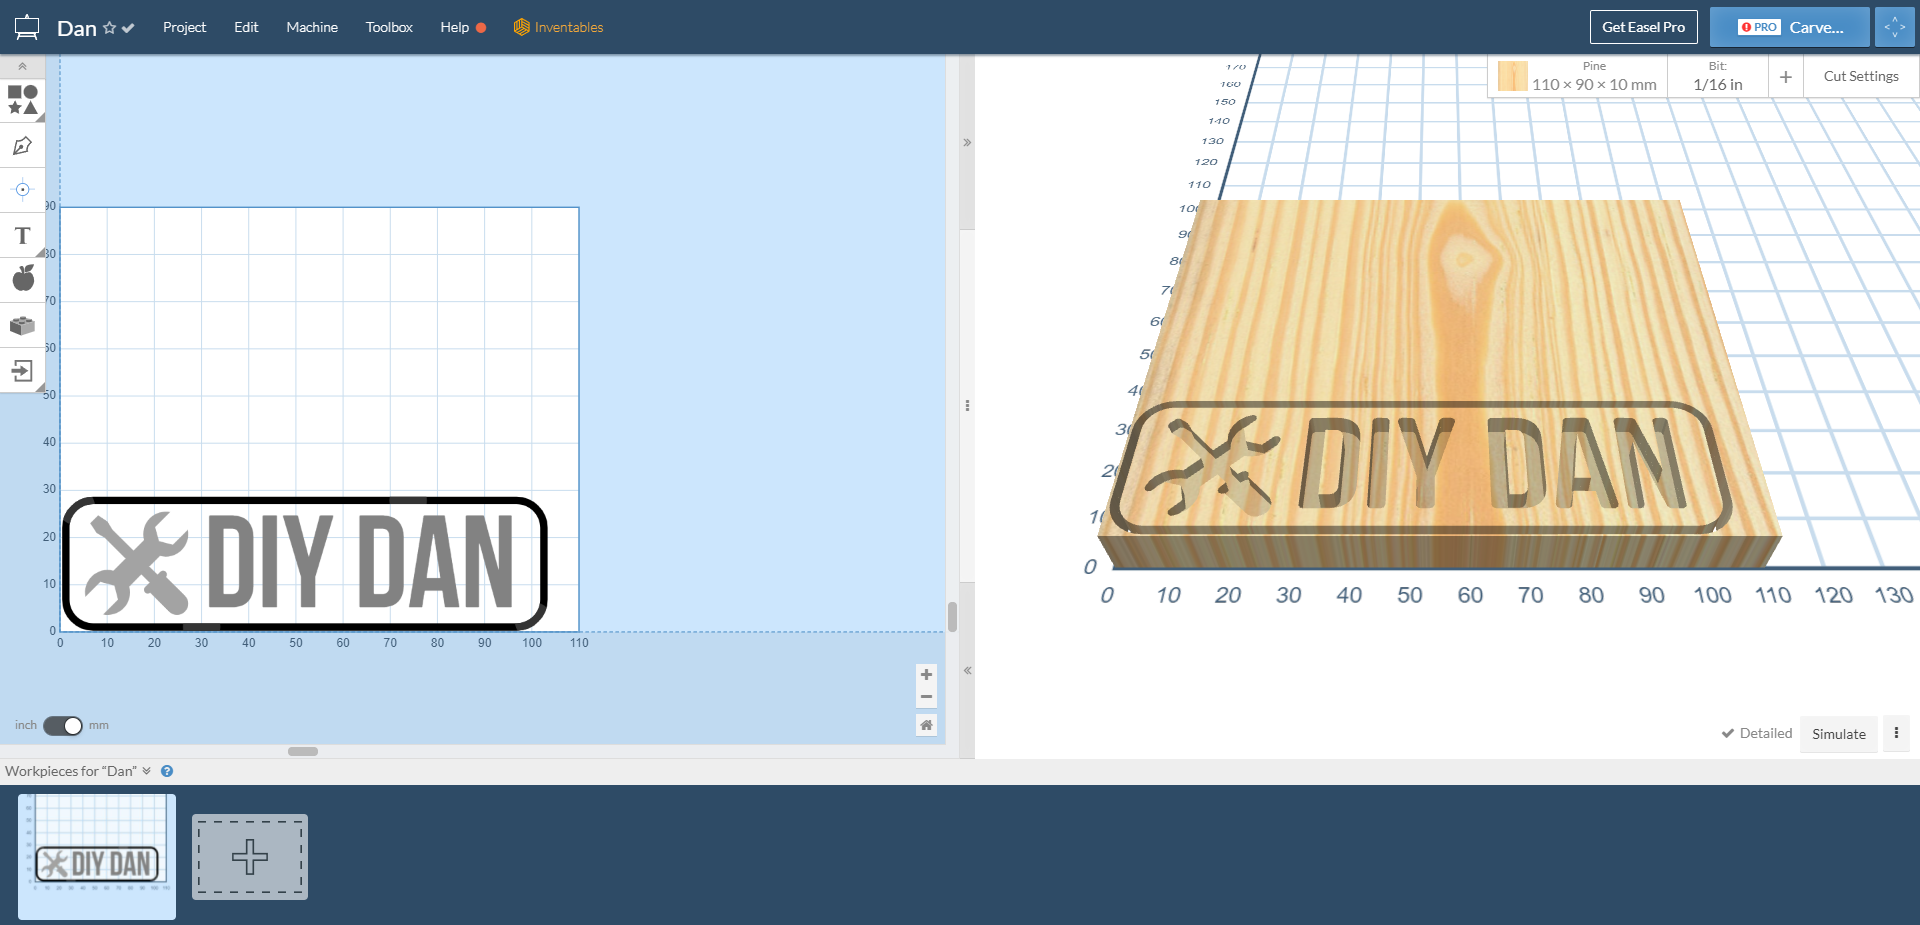 Dan Project Edit Machine Toolbox Help Inventables Get Easel Pro PRO Carve...
Pine
110 × 90 × 10 mm
Bit:
1/16 in
Cut Settings
90
80
70
60
50
40
30
20
10
0
0 10 20 30 40 50 60 70 80 90 100 110
DIY DAN
inch mm
170
160
150
140
130
120
110
100
90
80
70
60
50
40
30
20
10
0
DIY DAN
0 10 20 30 40 50 60 70 80 90 100 110 120 130
Detailed Simulate
Workpieces for “Dan” ?
DIY DAN